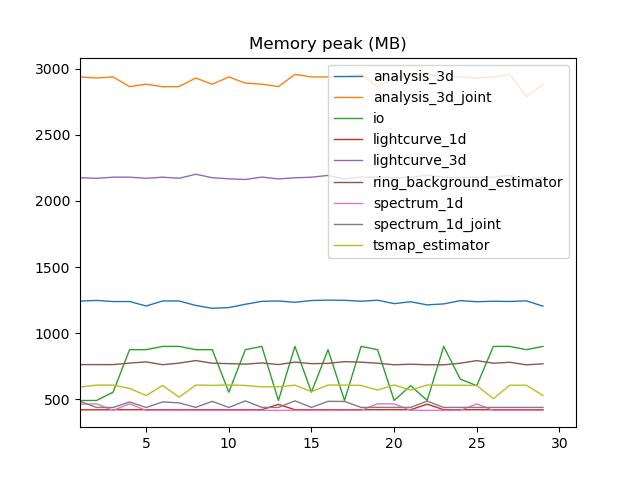 Memory peak (MB)
3000
2500
2000
1500
1000
500
analysis_3d
analysis_3d_joint
io
lightcurve_1d
lightcurve_3d
ring_background_estimator
spectrum_1d
spectrum_1d_joint
tsmap_estimator
5 10 15 20 25 30